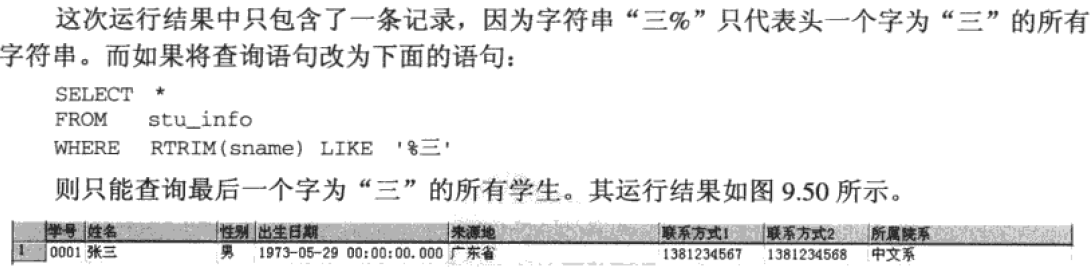 这次运行结果中只包含了一条记录，因为字符串“三%”只代表头一个字为“三”的所有
字符串。而如果将查询语句改为下面的语句：
SELECT *
FROM stu_info
WHERE RTRIM(sname) LIKE '%三'
则只能查询最后一个字为“三”的所有学生。其运行结果如图 9.50 所示。
学号 姓名 性别 出生日期 来源地 联系方式1 联系方式2 所属院系
1 0001 张三 男 1973-05-29 00:00:00.000 广东省 1381234567 1381234568 中文系